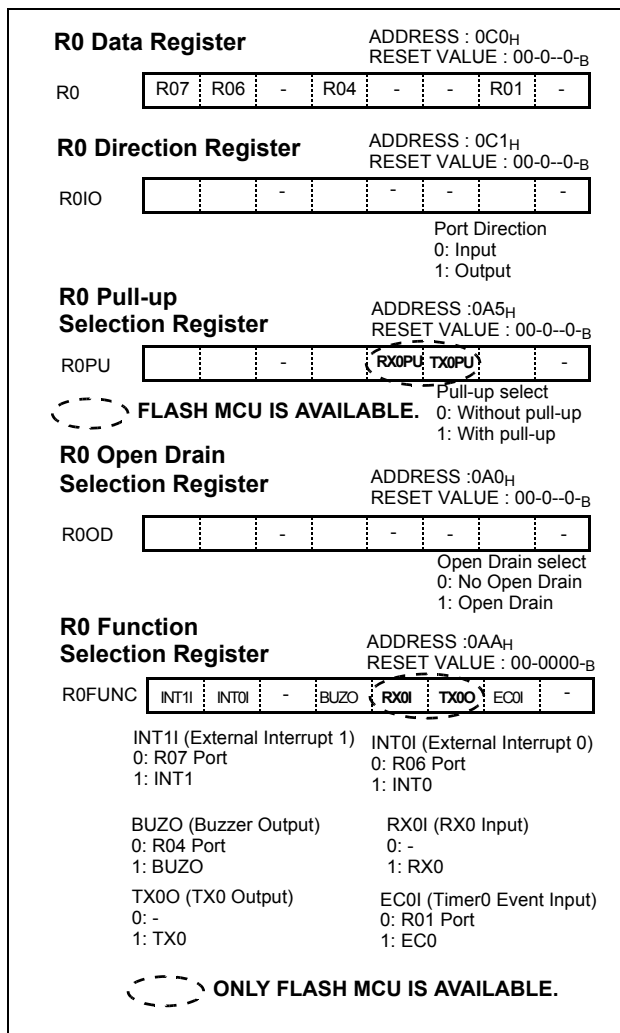 R0 Data Register
ADDRESS : 0C0H
RESET VALUE : 00-0--0-B
R0 R07 R06 - R04 - - R01 -
R0 Direction Register
ADDRESS : 0C1H
RESET VALUE : 00-0--0-B
R0IO - - - -
Port Direction
0: Input
1: Output
R0 Pull-up
Selection Register
ADDRESS :0A5H
RESET VALUE : 00-0--0-B
R0PU - RX0PU TX0PU -
FLASH MCU IS AVAILABLE.
Pull-up select
0: Without pull-up
1: With pull-up
R0 Open Drain
Selection Register
ADDRESS :0A0H
RESET VALUE : 00-0--0-B
R0OD - - - -
Open Drain select
0: No Open Drain
1: Open Drain
R0 Function
Selection Register
ADDRESS :0AAH
RESET VALUE : 00-0000-B
R0FUNC INT1I INT0I - BUZO RX0I TX0O EC0I -
INT1I (External Interrupt 1)
0: R07 Port
1: INT1
INT0I (External Interrupt 0)
0: R06 Port
1: INT0
BUZO (Buzzer Output)
0: R04 Port
1: BUZO
RX0I (RX0 Input)
0: -
1: RX0
TX0O (TX0 Output)
0: -
1: TX0
EC0I (Timer0 Event Input)
0: R01 Port
1: EC0
ONLY FLASH MCU IS AVAILABLE.